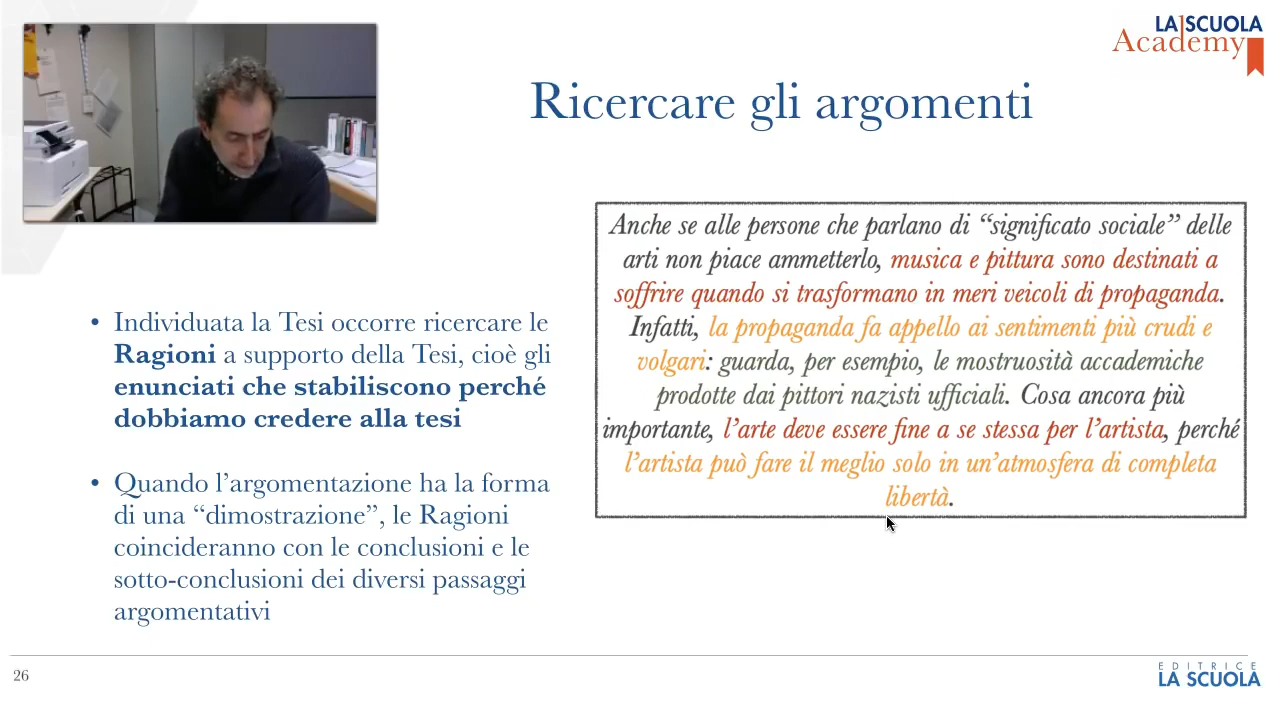 LA SCUOLA
Academy
Ricercare gli argomenti
• Individuata la Tesi occorre ricercare le
Ragioni a supporto della Tesi, cioè gli
enunciati che stabiliscono perché
dobbiamo credere alla tesi
• Quando l’argomentazione ha la forma
di una “dimostrazione”, le Ragioni
coincideranno con le conclusioni e le
sotto-conclusioni dei diversi passaggi
argomentativi
Anche se alle persone che parlano di “significato sociale” delle
arti non piace ammetterlo, musica e pittura sono destinati a
soffrire quando si trasformano in meri veicoli di propaganda.
Infatti, la propaganda fa appello ai sentimenti più crudi e
volgari: guarda, per esempio, le mostruosità accademiche
prodotte dai pittori nazisti ufficiali. Cosa ancora più
importante, l’arte deve essere fine a se stessa per l’artista, perché
l’artista può fare il meglio solo in un’atmosfera di completa
libertà.
26
EDITRICE
LA SCUOLA